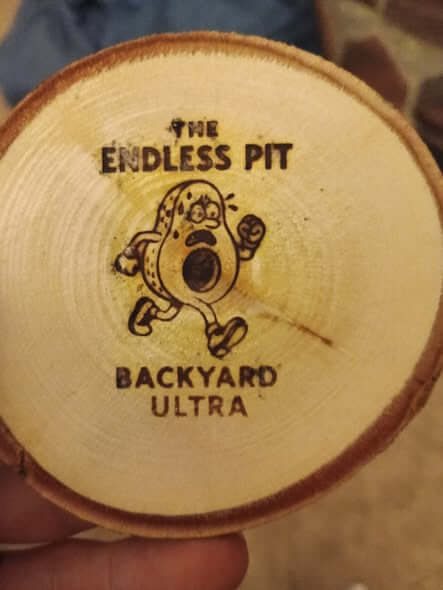 THE
ENDLESS PIT
BACKYARD
ULTRA